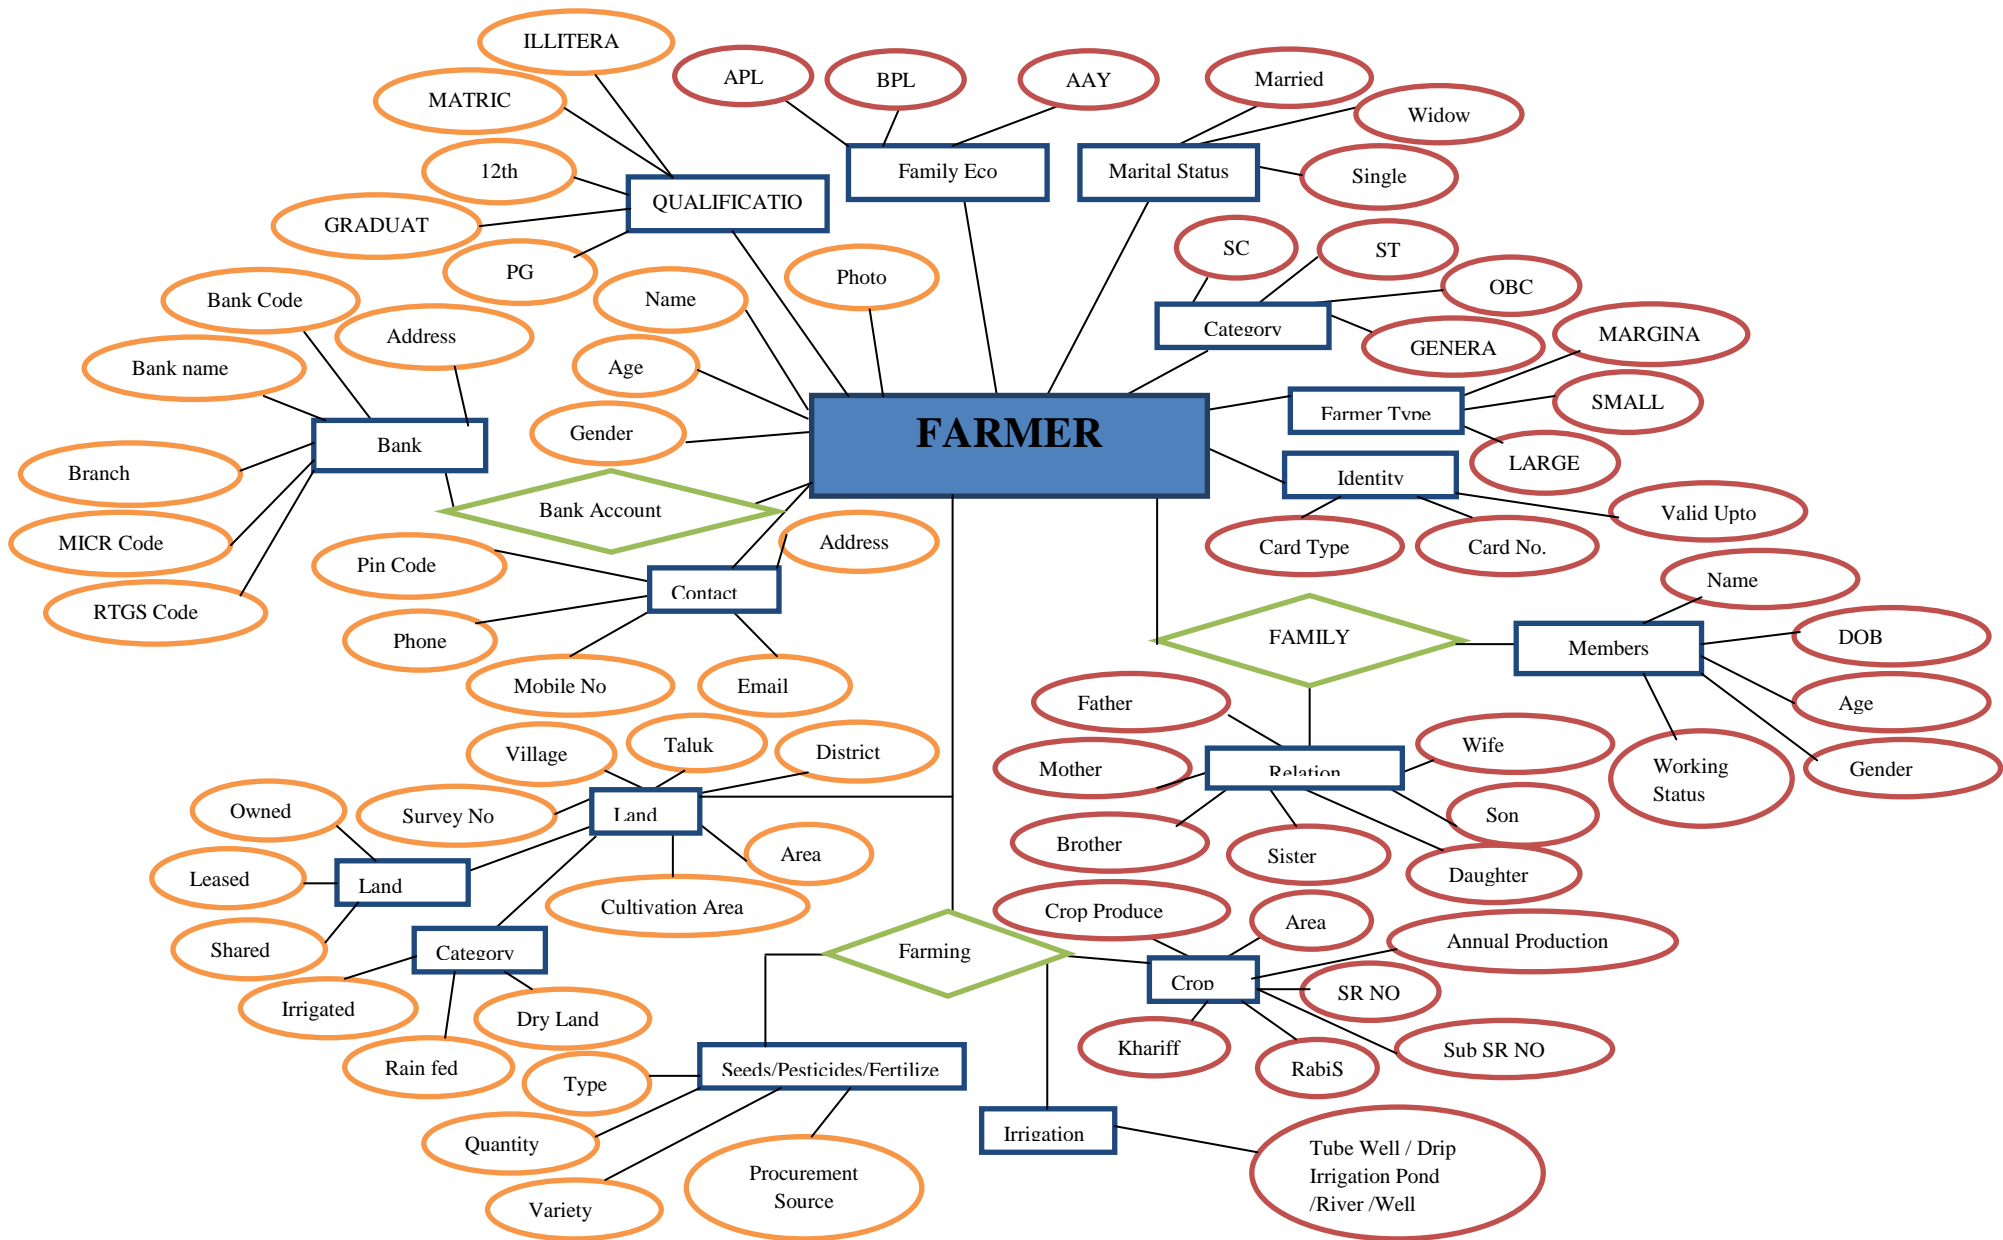 ILLITERA
MATRIC
12th
GRADUAT
PG
QUALIFICATIO
APL
BPL
AAY
Family Eco
Married
Widow
Single
Marital Status
SC
ST
OBC
GENERA
Category
Name
Photo
Age
Gender
Bank Code
Address
Bank name
Bank
Branch
MICR Code
RTGS Code
Bank Account
FARMER
MARGINA
SMALL
LARGE
Farmer Type
Identity
Card Type
Card No.
Valid Upto
Address
Pin Code
Contact
Phone
Mobile No
Email
FAMILY
Members
Name
DOB
Age
Gender
Working
Status
Father
Mother
Brother
Sister
Relation
Wife
Son
Daughter
Village
Taluk
District
Survey No
Land
Area
Cultivation Area
Owned
Leased
Shared
Land
Category
Irrigated
Rain fed
Dry Land
Farming
Crop Produce
Area
Annual Production
SR NO
Sub SR NO
Crop
Khariff
RabiS
Seeds/Pesticides/Fertilize
Type
Quantity
Variety
Procurement
Source
Irrigation
Tube Well / Drip
Irrigation Pond
/River /Well